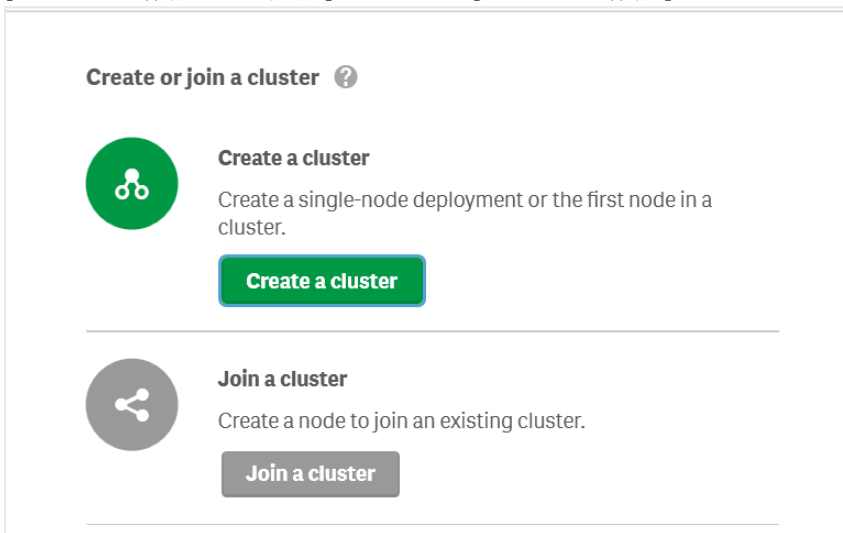 Create or join a cluster ?
Create a cluster
Create a single-node deployment or the first node in a
cluster.
Create a cluster
Join a cluster
Create a node to join an existing cluster.
Join a cluster